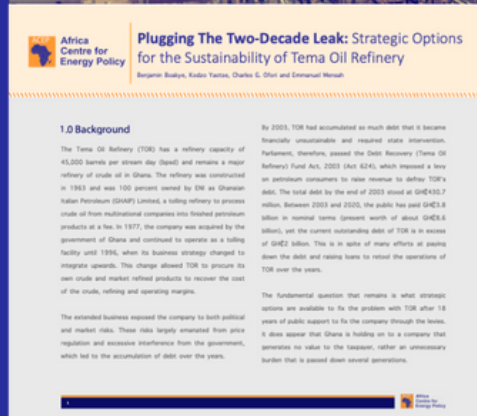 ACEP
Africa
Centre for
Energy Policy
Plugging The Two-Decade Leak: Strategic Options
for the Sustainability of Tema Oil Refinery
Benjamin Boakye, Kodzo Yaotse, Charles G. Ofori and Emmanuel Mensah
1.0 Background
The Tema Oil Refinery (TOR) has a refinery capacity of
45,000 barrels per stream day (bpsd) and remains a major
refinery of crude oil in Ghana. The refinery was constructed
in 1963 and was 100 percent owned by ENI as Ghanaian
Italian Petroleum (GHAIP) Limited, a tolling refinery to process
crude oil from multinational companies into finished petroleum
products at a fee. In 1977, the company was acquired by the
government of Ghana and continued to operate as a tolling
facility until 1996, when its business strategy changed to
integrate upwards. This change allowed TOR to procure its
own crude and market refined products to recover the cost
of the crude, refining and operating margins.
The extended business exposed the company to both political
and market risks. These risks largely emanated from price
regulation and excessive interference from the government,
which led to the accumulation of debt over the years.
By 2003, TOR had accumulated so much debt that it became
financially unsustainable and required state intervention.
Parliament, therefore, passed the Debt Recovery (Tema Oil
Refinery) Fund Act, 2003 (Act 624), which imposed a levy
on petroleum consumers to raise revenue to defray TOR's
debt. The total debt by the end of 2003 stood at GH₵430.7
million. Between 2003 and 2020, the public has paid GH₵3.8
billion in nominal terms (present worth of about GH₵8.6
billion), yet the current outstanding debt of TOR is in excess
of GH₵2 billion. This is in spite of many efforts at paying
down the debt and raising loans to retool the operations of
TOR over the years.
The fundamental question that remains is what strategic
options are available to fix the problem with TOR after 18
years of public support to fix the company through the levies.
It does appear that Ghana is holding on to a company that
generates no value to the taxpayer, rather an unnecessary
burden that is passed down several generations.
Africa
Centre for
Energy Policy